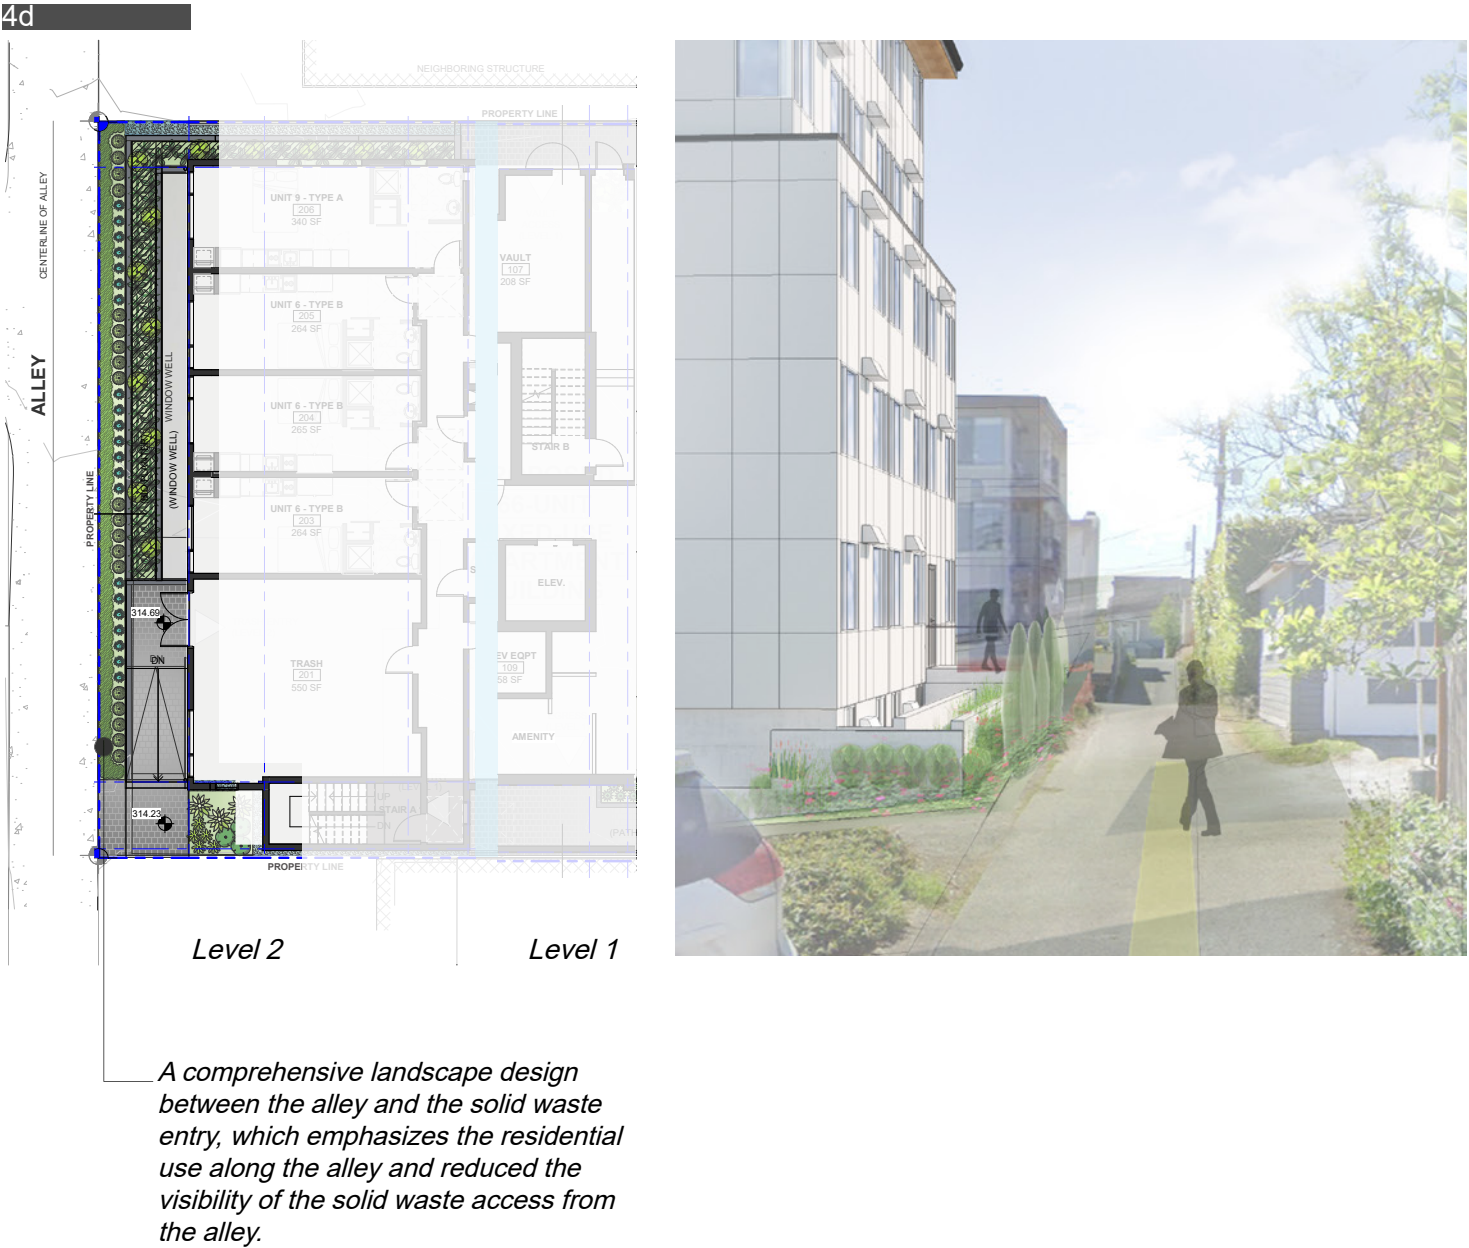 4d
NEIGHBORING STRUCTURE
PROPERTY LINE
CENTERLINE OF ALLEY
ALLEY
PROPERTY LINE
WINDOW WELL
(WINDOW WELL)
UNIT 9 - TYPE A
206
340 SF
VAULT
107
208 SF
UNIT 6 - TYPE B
205
264 SF
UNIT 6 - TYPE B
204
265 SF
STAIR B
UNIT 6 - TYPE B
203
264 SF
ELEV.
314.69
DN
TRASH
201
550 SF
EV EQPT
109
58 SF
AMENITY
UP
STAIR A
DN
314.23
(PATH
PROPERTY LINE
Level 2
Level 1
A comprehensive landscape design
between the alley and the solid waste
entry, which emphasizes the residential
use along the alley and reduced the
visibility of the solid waste access from
the alley.